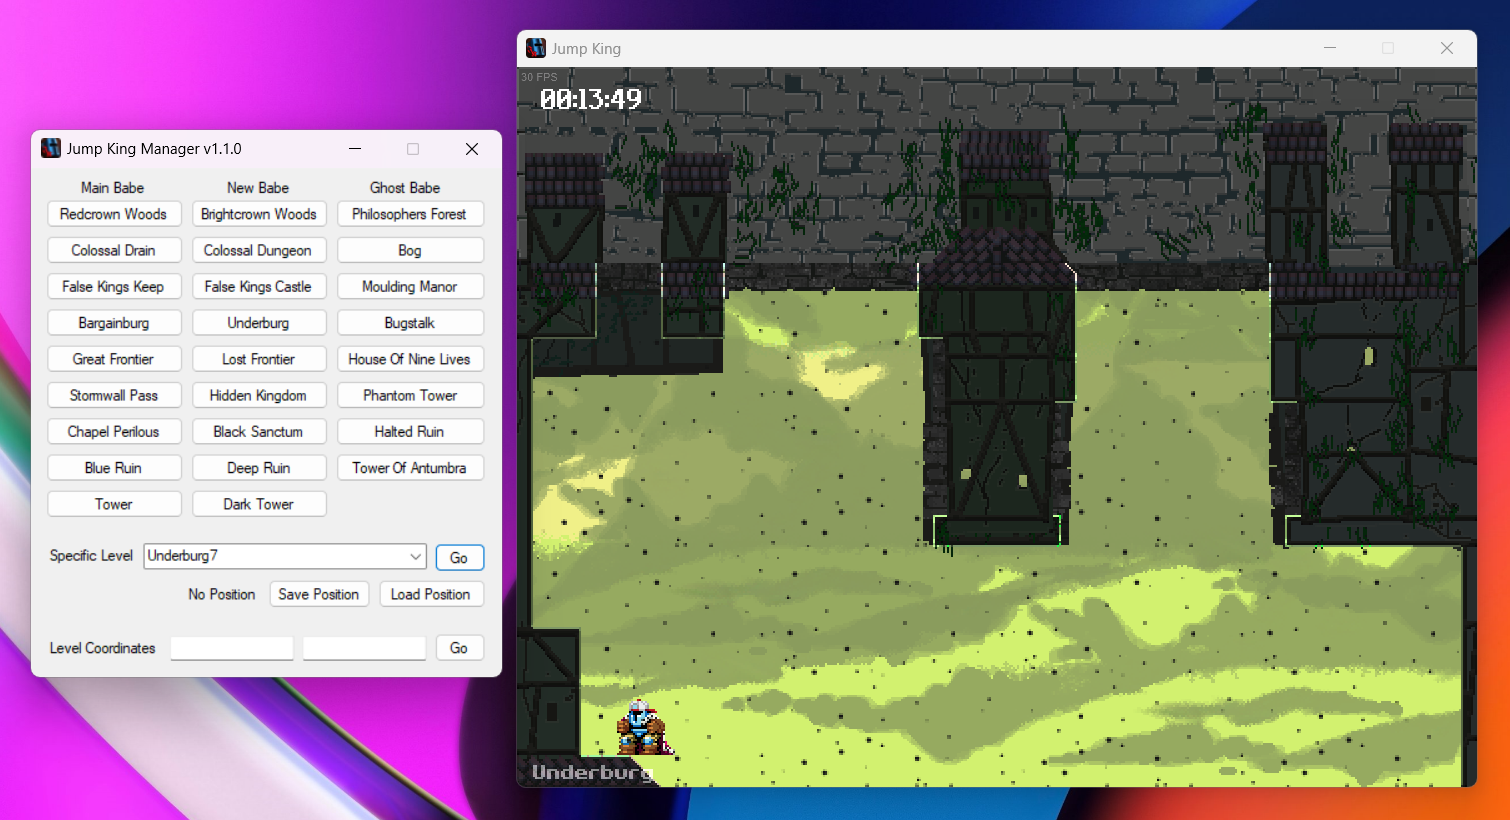 Jump King Manager v1.1.0
Main Babe New Babe Ghost Babe
Redcrown Woods Brightcrown Woods Philosophers Forest
Colossal Drain Colossal Dungeon Bog
False Kings Keep False Kings Castle Moulding Manor
Bargainburg Underburg Bugstalk
Great Frontier Lost Frontier House Of Nine Lives
Stormwall Pass Hidden Kingdom Phantom Tower
Chapel Perilous Black Sanctum Halted Ruin
Blue Ruin Deep Ruin Tower Of Antumbra
Tower Dark Tower
Specific Level Underburg7 Go
No Position Save Position Load Position
Level Coordinates Go
Jump King
30 FPS
00:13:49
Underburg